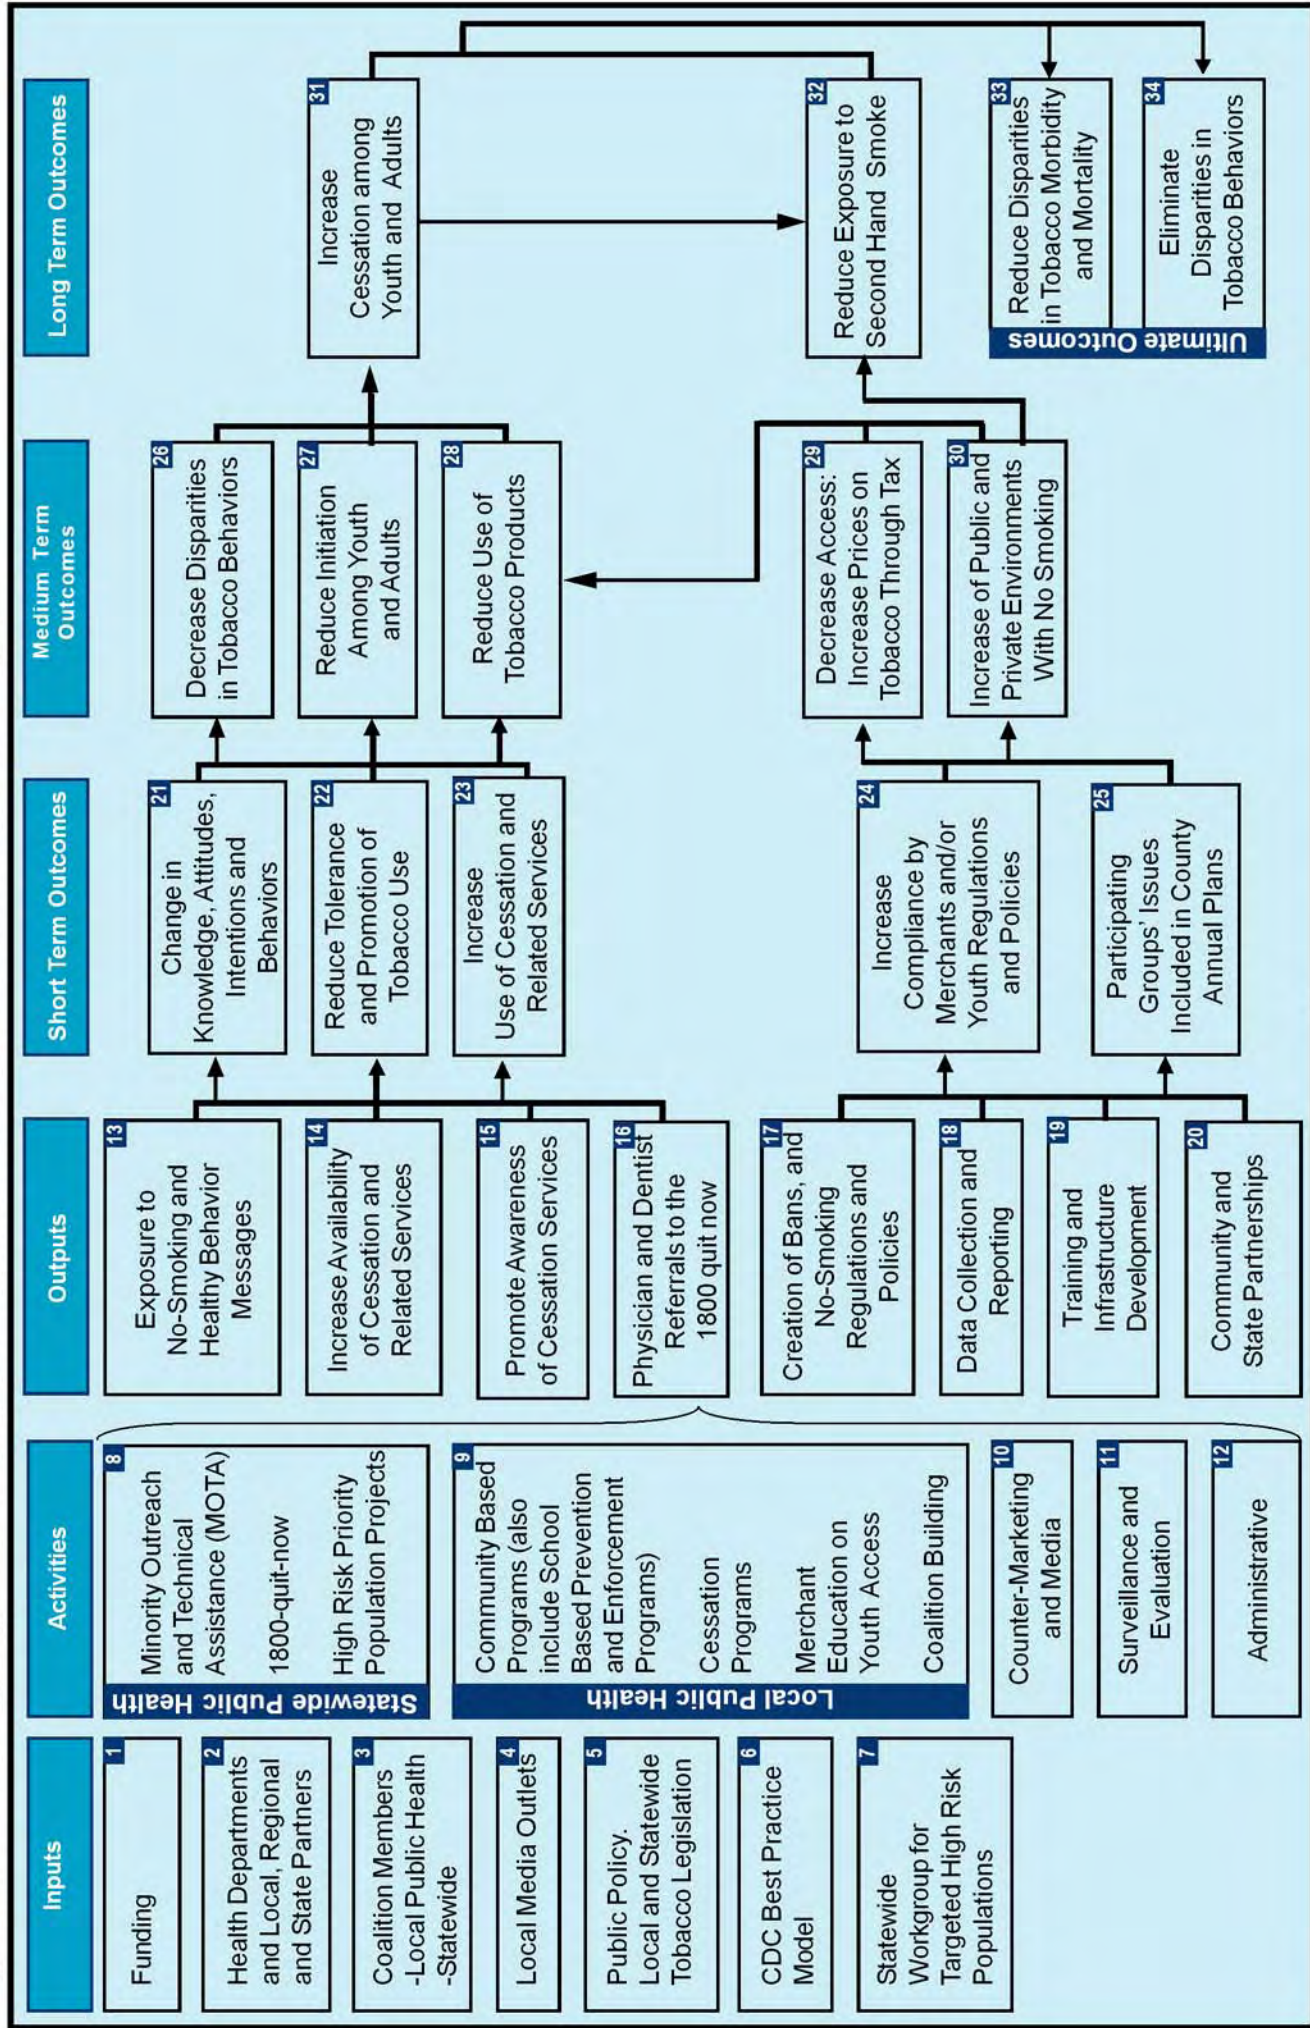 Inputs
1
Funding
2
Health Departments
and Local, Regional
and State Partners
3
Coalition Members
-Local Public Health
-Statewide
4
Local Media Outlets
5
Public Policy.
Local and Statewide
Tobacco Legislation
6
CDC Best Practice
Model
7
Statewide
Workgroup for
Targeted High Risk
Populations
Activities
Statewide Public Health
8
Minority Outreach
and Technical
Assistance (MOTA)
1800-quit-now
High Risk Priority
Population Projects
Local Public Health
9
Community Based
Programs (also
include School
Based Prevention
and Enforcement
Programs)
Cessation
Programs
Merchant
Education on
Youth Access
Coalition Building
10
Counter-Marketing
and Media
11
Surveillance and
Evaluation
12
Administrative
Outputs
13
Exposure to
No-Smoking and
Healthy Behavior
Messages
14
Increase Availability
of Cessation and
Related Services
15
Promote Awareness
of Cessation Services
16
Physician and Dentist
Referrals to the
1800 quit now
17
Creation of Bans, and
No-Smoking
Regulations and
Policies
18
Data Collection and
Reporting
19
Training and
Infrastructure
Development
20
Community and
State Partnerships
Short Term Outcomes
21
Change in
Knowledge, Attitudes,
Intentions and
Behaviors
22
Reduce Tolerance
and Promotion of
Tobacco Use
23
Increase
Use of Cessation and
Related Services
24
Increase
Compliance by
Merchants and/or
Youth Regulations
and Policies
25
Participating
Groups' Issues
Included in County
Annual Plans
Medium Term
Outcomes
26
Decrease Disparities
in Tobacco Behaviors
27
Reduce Initiation
Among Youth
and Adults
28
Reduce Use of
Tobacco Products
29
Decrease Access:
Increase Prices on
Tobacco Through Tax
30
Increase of Public and
Private Environments
With No Smoking
Long Term Outcomes
31
Increase
Cessation among
Youth and Adults
32
Reduce Exposure to
Second Hand Smoke
Ultimate Outcomes
33
Reduce Disparities
in Tobacco Morbidity
and Mortality
34
Eliminate
Disparities in
Tobacco Behaviors